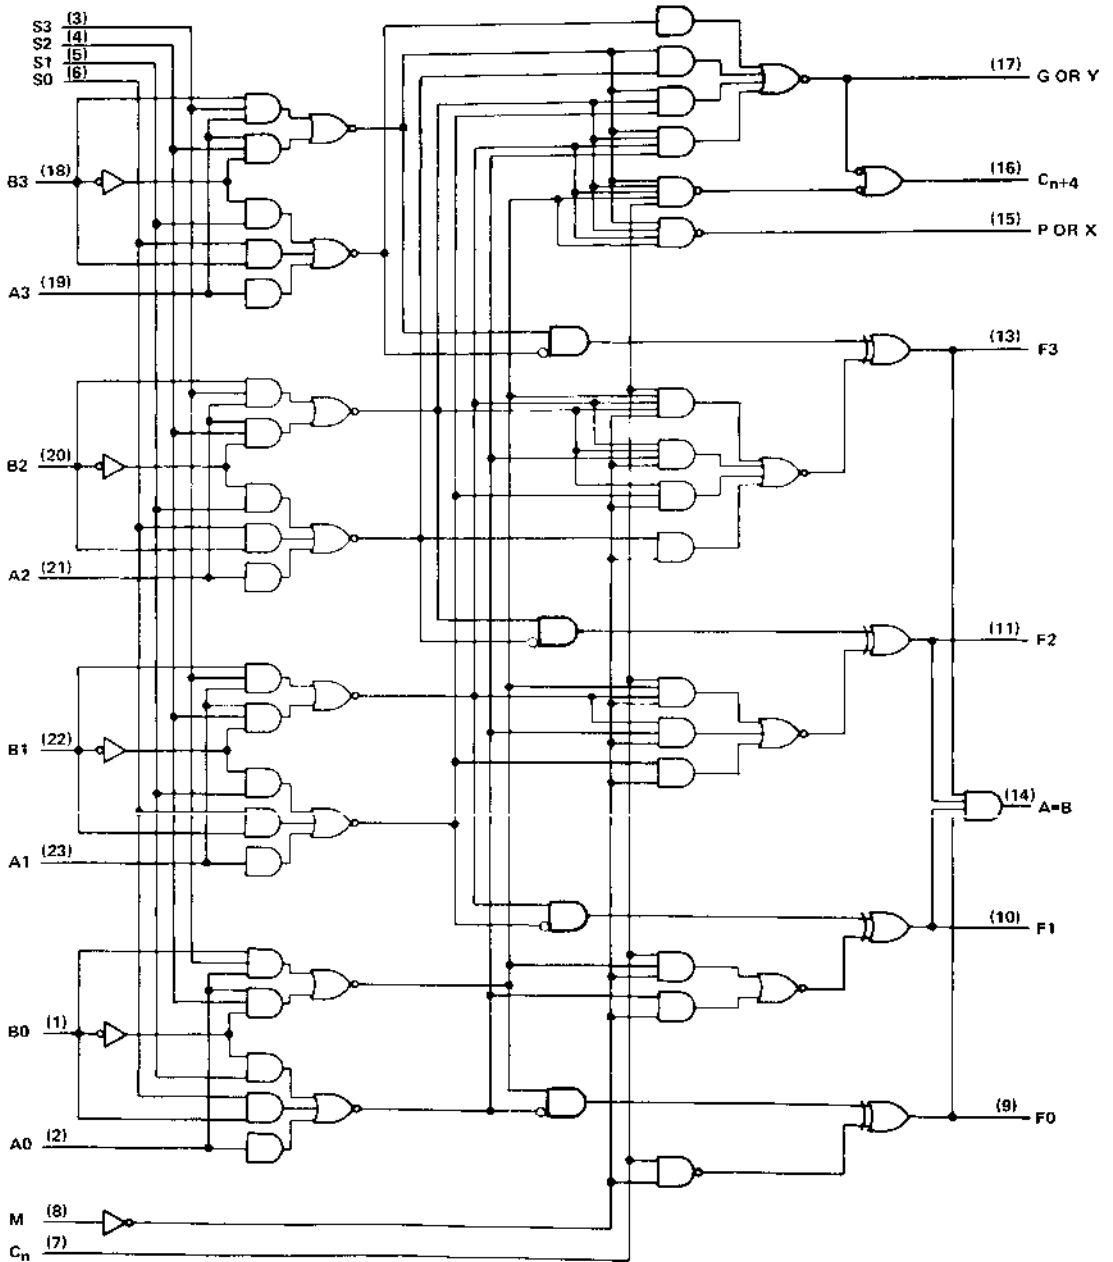 S3 (3)
S2 (4)
S1 (5)
S0 (6)
(17) G OR Y
B3 (18)
(16) Cn+4
(15) P OR X
A3 (19)
(13) F3
B2 (20)
A2 (21)
(11) F2
B1 (22)
(14) A=B
A1 (23)
(10) F1
B0 (1)
(9) F0
A0 (2)
M (8)
Cn (7)